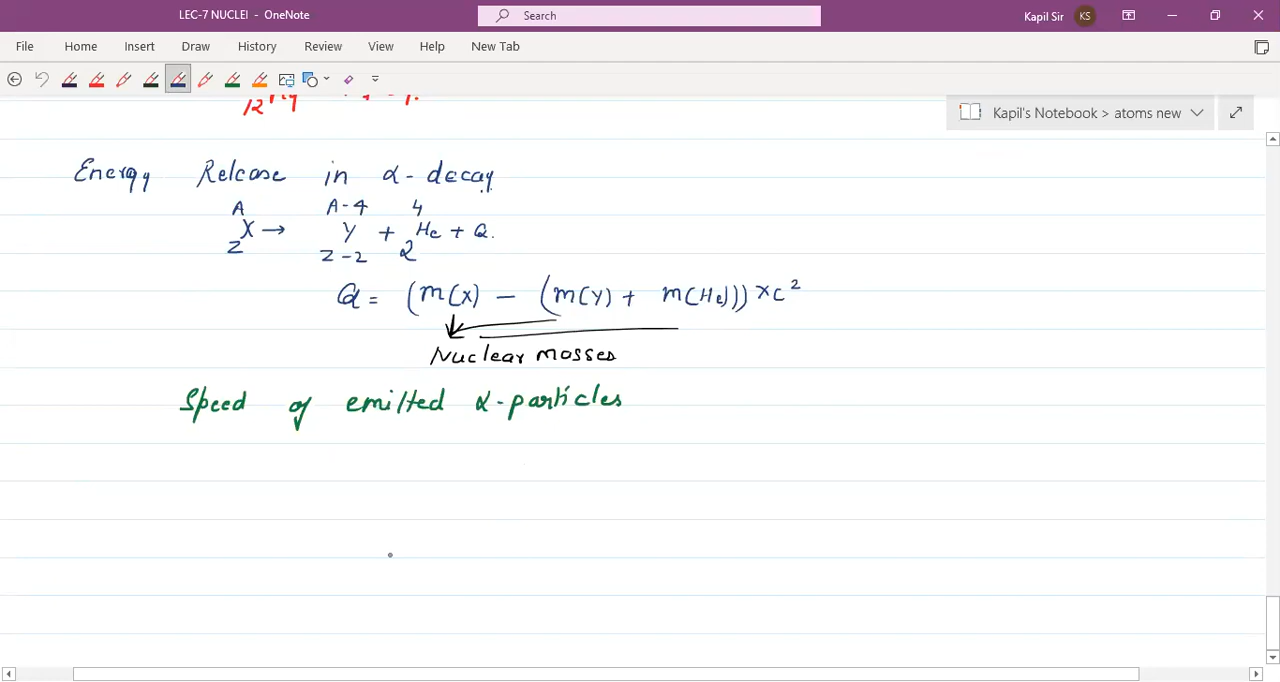 LEC-7 NUCLEI - OneNote
Search
Kapil Sir KS
File Home Insert Draw History Review View Help New Tab
Kapil's Notebook > atoms new
12
Energy Release in α-decay
A A-4 4
X → Y + He + Q.
Z Z-2 2
Q = (m(X) - (m(Y) + m(He))) × c²
Nuclear mosses
Speed of emitted α-particles